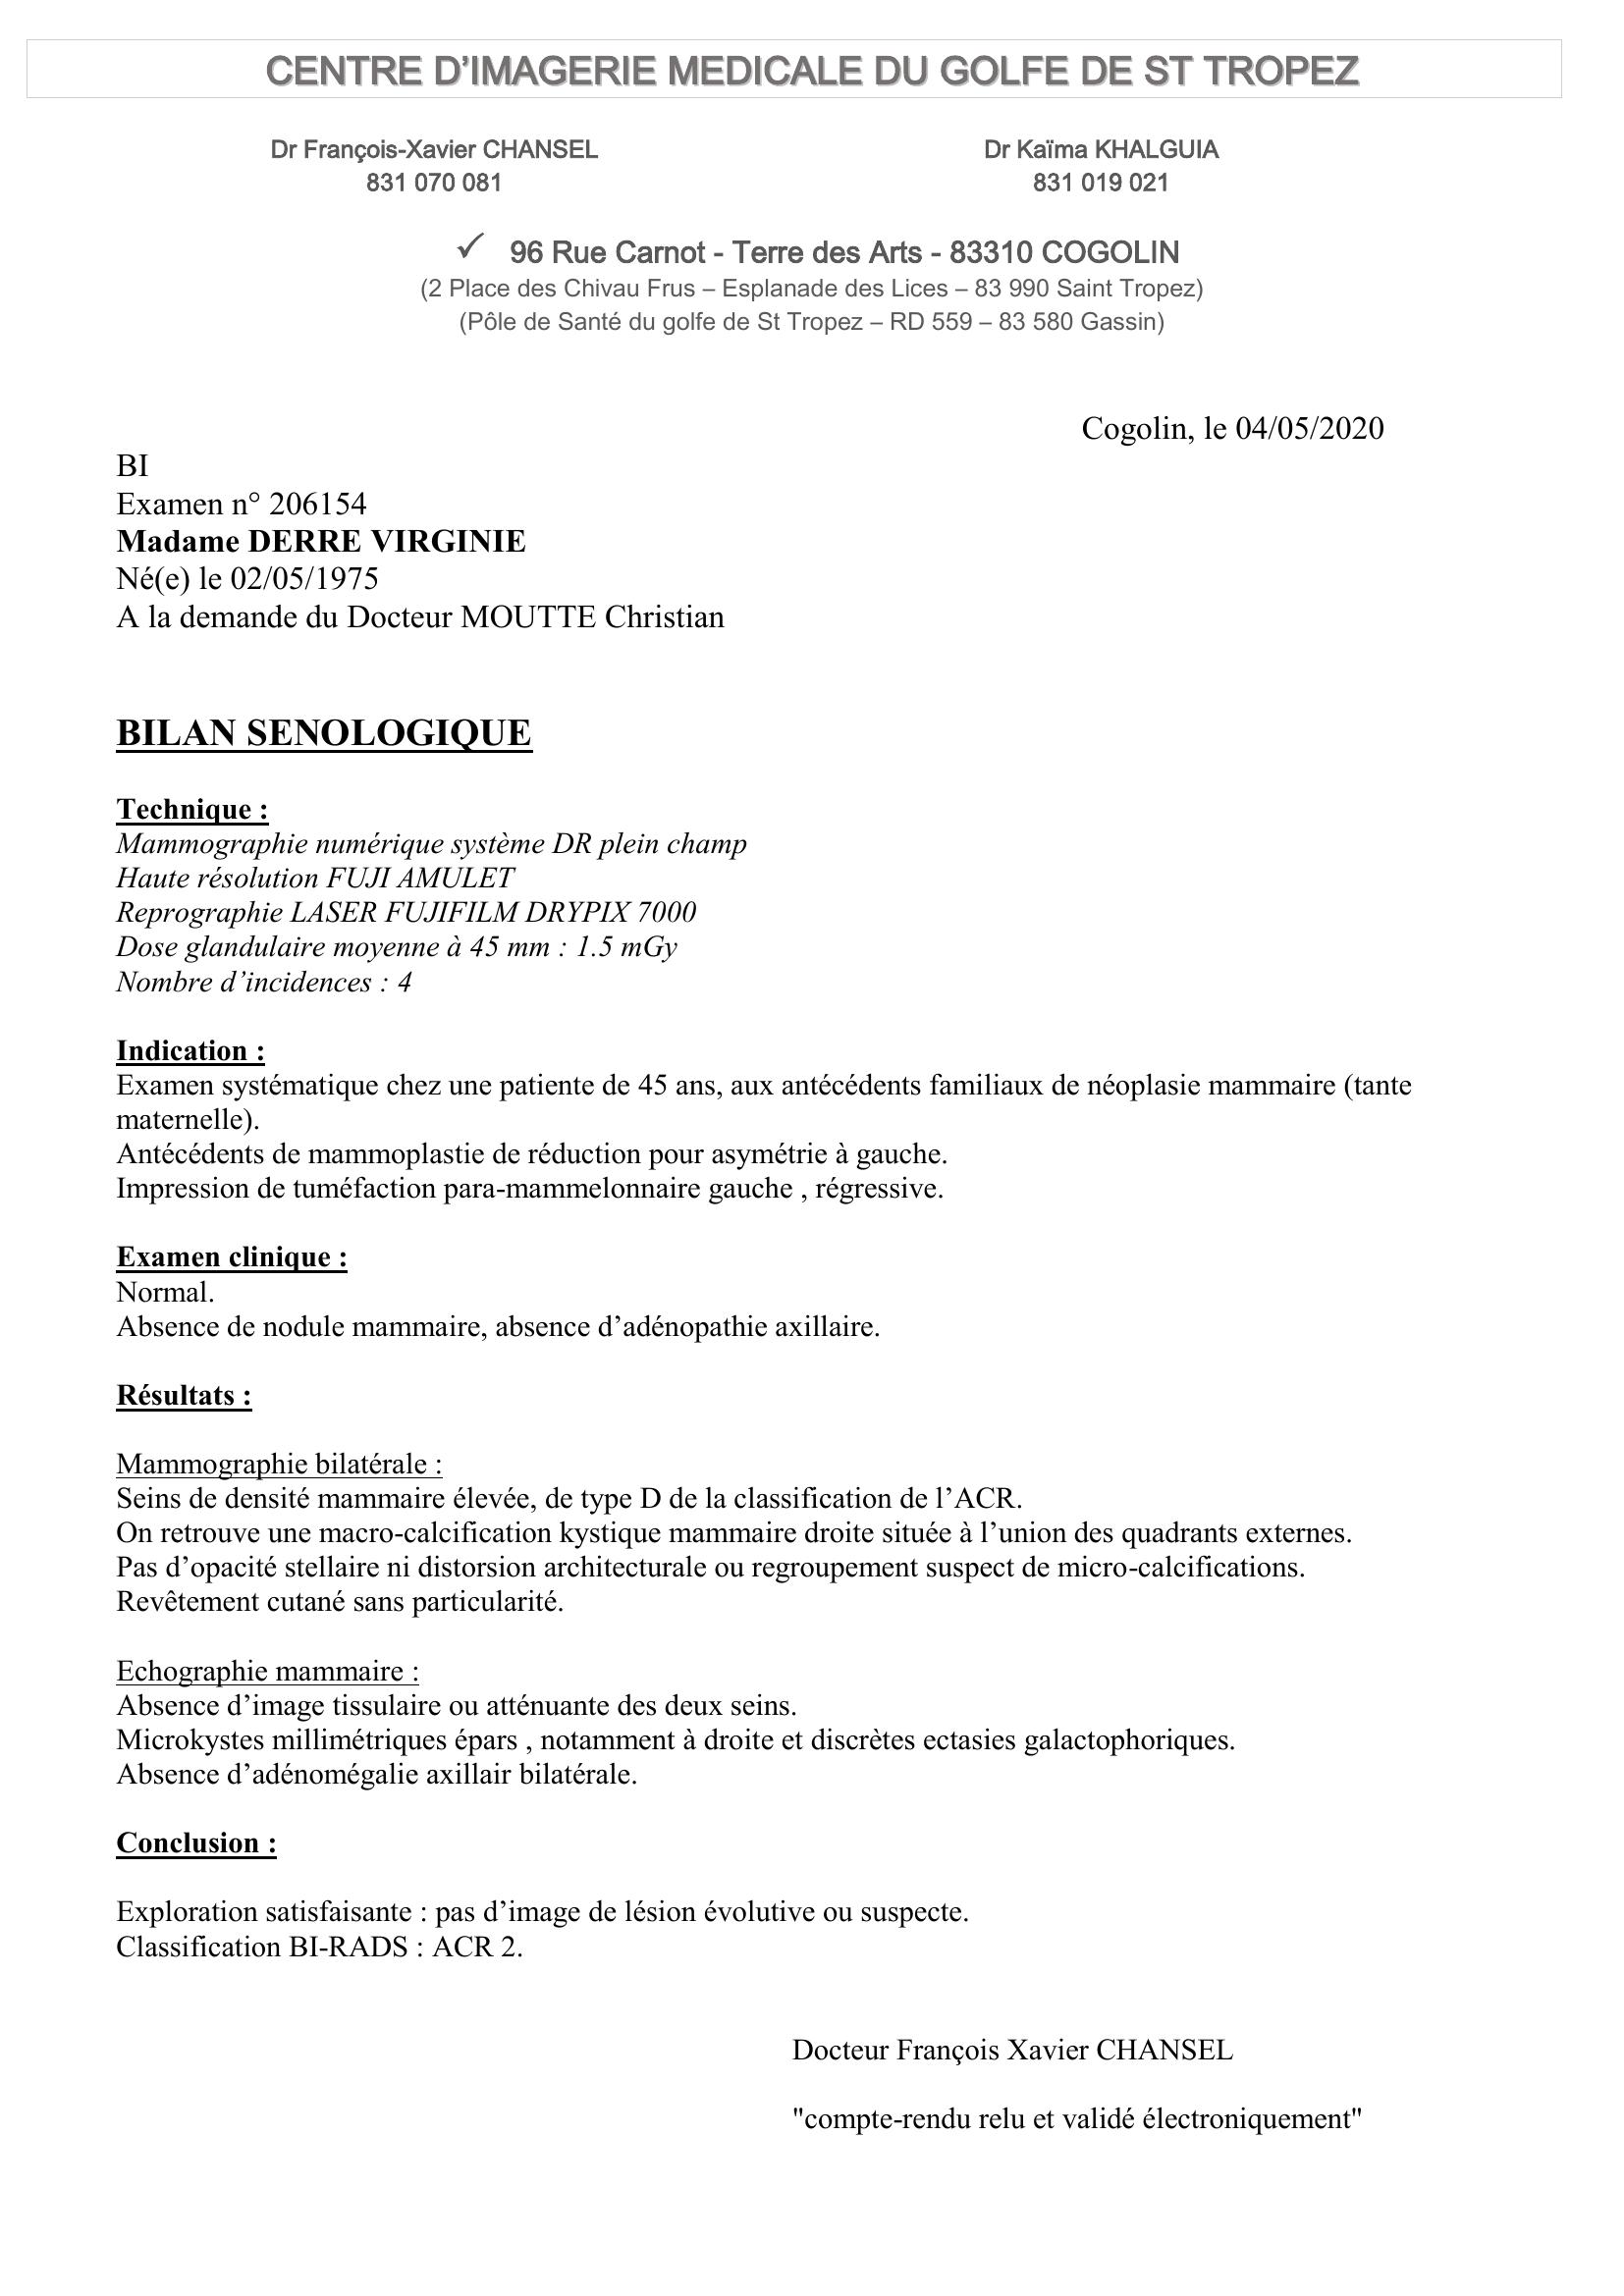 CENTRE D’IMAGERIE MEDICALE DU GOLFE DE ST TROPEZ
Dr François-Xavier CHANSEL
831 070 081
Dr Kaïma KHALGUIA
831 019 021
✓ 96 Rue Carnot - Terre des Arts - 83310 COGOLIN
(2 Place des Chivau Frus – Esplanade des Lices – 83 990 Saint Tropez)
(Pôle de Santé du golfe de St Tropez – RD 559 – 83 580 Gassin)
Cogolin, le 04/05/2020
BI
Examen n° 206154
Madame DERRE VIRGINIE
Né(e) le 02/05/1975
A la demande du Docteur MOUTTE Christian
BILAN SENOLOGIQUE
Technique :
Mammographie numérique système DR plein champ
Haute résolution FUJI AMULET
Reprographie LASER FUJIFILM DRYPIX 7000
Dose glandulaire moyenne à 45 mm : 1.5 mGy
Nombre d’incidences : 4
Indication :
Examen systématique chez une patiente de 45 ans, aux antécédents familiaux de néoplasie mammaire (tante
maternelle).
Antécédents de mammoplastie de réduction pour asymétrie à gauche.
Impression de tuméfaction para-mammelonnaire gauche , régressive.
Examen clinique :
Normal.
Absence de nodule mammaire, absence d’adénopathie axillaire.
Résultats :
Mammographie bilatérale :
Seins de densité mammaire élevée, de type D de la classification de l’ACR.
On retrouve une macro-calcification kystique mammaire droite située à l’union des quadrants externes.
Pas d’opacité stellaire ni distorsion architecturale ou regroupement suspect de micro-calcifications.
Revêtement cutané sans particularité.
Echographie mammaire :
Absence d’image tissulaire ou atténuante des deux seins.
Microkystes millimétriques épars , notamment à droite et discrètes ectasies galactophoriques.
Absence d’adénomégalie axillair bilatérale.
Conclusion :
Exploration satisfaisante : pas d’image de lésion évolutive ou suspecte.
Classification BI-RADS : ACR 2.
Docteur François Xavier CHANSEL
"compte-rendu relu et validé électroniquement"